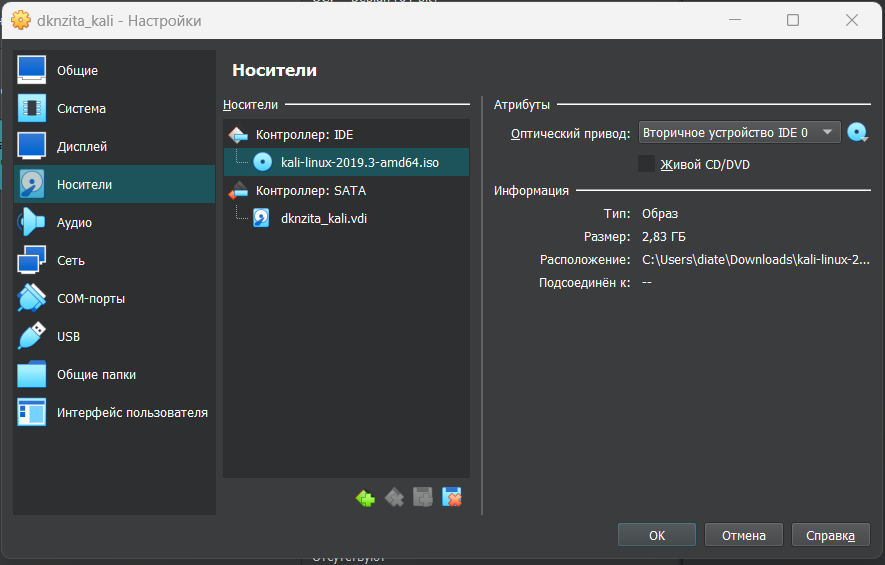 dknzita_kali - Настройки
Общие
Система
Дисплей
Носители
Аудио
Сеть
COM-порты
USB
Общие папки
Интерфейс пользователя
Носители
Носители
Контроллер: IDE
kali-linux-2019.3-amd64.iso
Контроллер: SATA
dknzita_kali.vdi
Атрибуты
Оптический привод: Вторичное устройство IDE 0
Живой CD/DVD
Информация
Тип: Образ
Размер: 2,83 ГБ
Расположение: C:\Users\diate\Downloads\kali-linux-2...
Подсоединён к: --
OK Отмена Справка